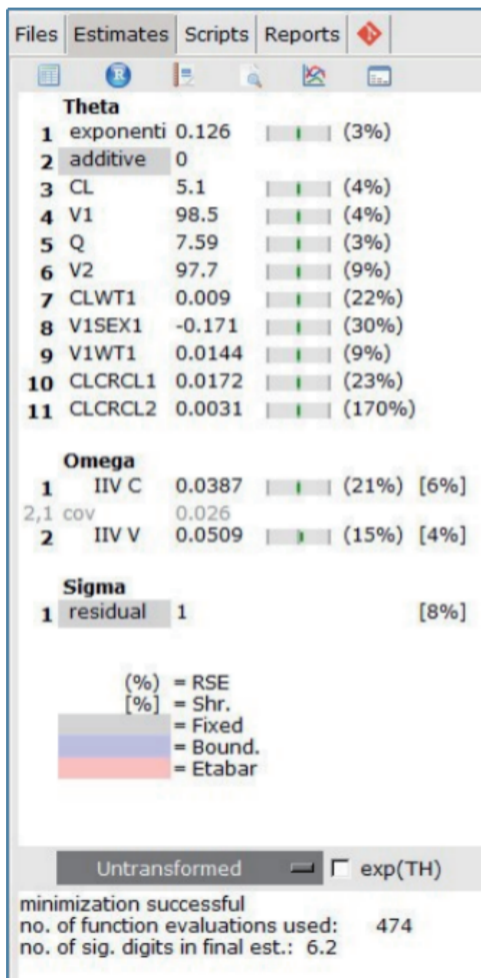 Files Estimates Scripts Reports
Theta
1 exponenti 0.126 (3%)
2 additive 0
3 CL 5.1 (4%)
4 V1 98.5 (4%)
5 Q 7.59 (3%)
6 V2 97.7 (9%)
7 CLWT1 0.009 (22%)
8 V1SEX1 -0.171 (30%)
9 V1WT1 0.0144 (9%)
10 CLCRCL1 0.0172 (23%)
11 CLCRCL2 0.0031 (170%)
Omega
1 IIV C 0.0387 (21%) [6%]
2,1 cov 0.026
2 IIV V 0.0509 (15%) [4%]
Sigma
1 residual 1 [8%]
(%) = RSE
[%] = Shr.
= Fixed
= Bound.
= Etabar
Untransformed exp(TH)
minimization successful
no. of function evaluations used: 474
no. of sig. digits in final est.: 6.2